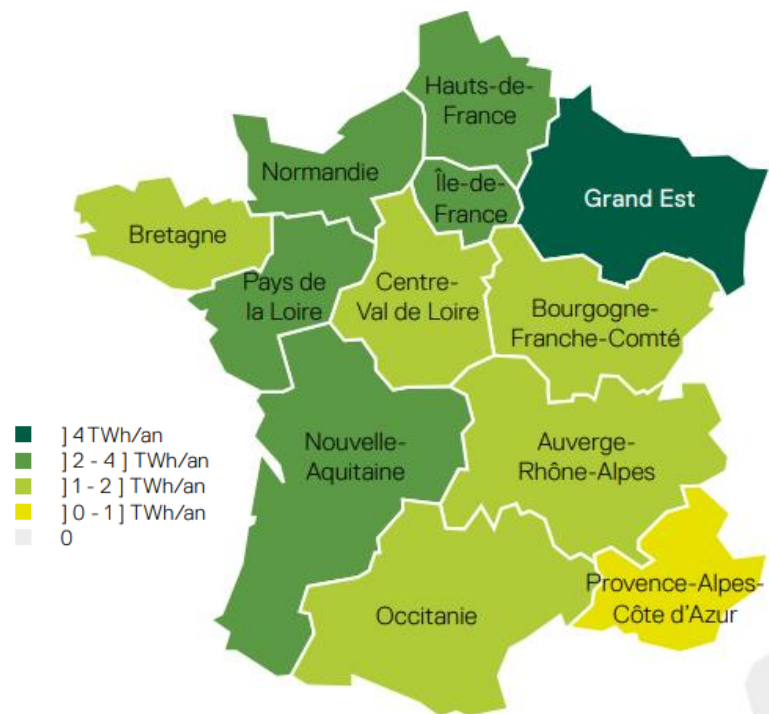 Hauts-de-
France
Normandie
Île-de-
France
Grand Est
Bretagne
Pays de
la Loire
Centre-
Val de Loire
Bourgogne-
Franche-Comté
] 4 TWh/an
] 2 - 4 ] TWh/an
] 1 - 2 ] TWh/an
] 0 - 1 ] TWh/an
0
Nouvelle-
Aquitaine
Auverge-
Rhône-Alpes
Provence-Alpes-
Côte d'Azur
Occitanie